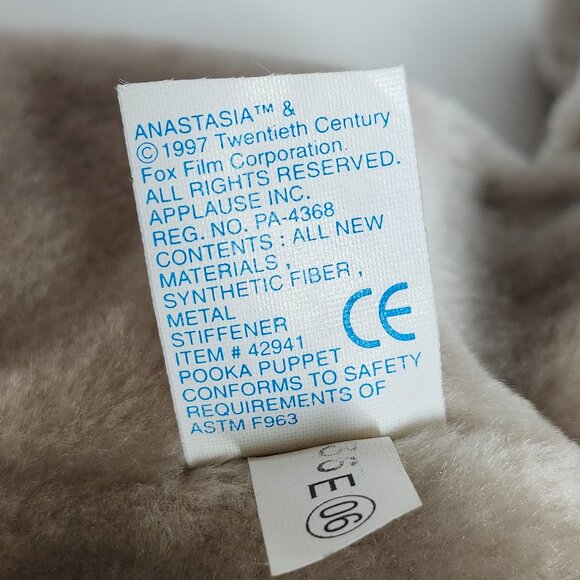 ANASTASIA™ &
© 1997 Twentieth Century
Fox Film Corporation.
ALL RIGHTS RESERVED.
APPLAUSE INC.
REG. NO. PA-4368
CONTENTS : ALL NEW
MATERIALS ,
SYNTHETIC FIBER ,
METAL
STIFFENER
ITEM # 42941
POOKA PUPPET
CONFORMS TO SAFETY
REQUIREMENTS OF
ASTM F963
CE
E 06